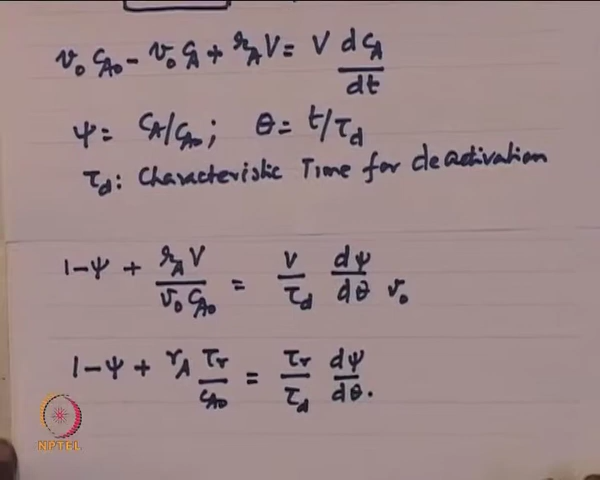 v₀ C_A₀ - v₀ C_A + r_A V = V dC_A/dt
ψ = C_A/C_A₀ ; θ = t/τ_d
τ_d : Characteristic Time for deactivation
1-ψ + r_A V/(v₀ C_A₀) = V/τ_d dψ/dθ v₀
1-ψ + r_A τ_r/C_A₀ = τ_r/τ_d dψ/dθ.
NPTEL